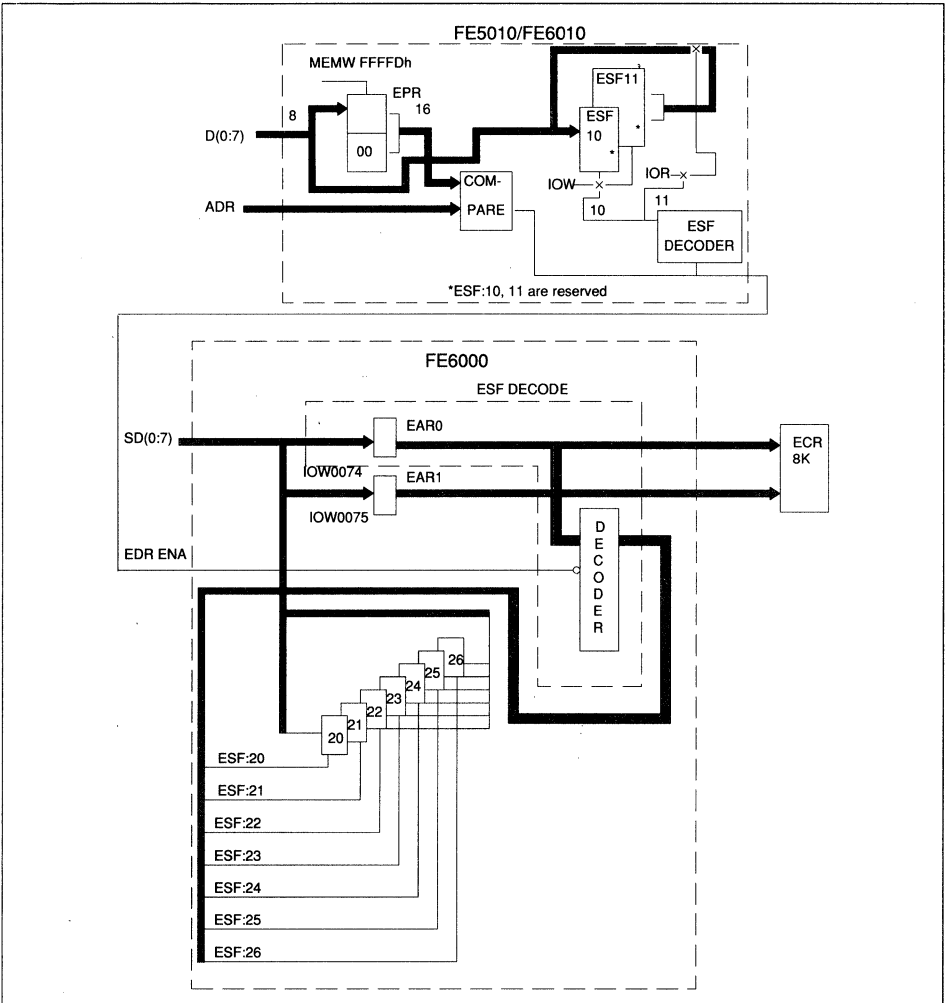 FE5010/FE6010
MEMW FFFFDh
EPR
16
8
D(0:7)
00
ESF11
*
ESF
10
*
COM-
PARE
IOW
IOR
10
11
ADR
ESF
DECODER
*ESF:10, 11 are reserved
FE6000
ESF DECODE
SD(0:7)
EAR0
ECR
8K
IOW0074
EAR1
IOW0075
EDR ENA
DECODER
26
25
24
23
22
21
20
ESF:20
ESF:21
ESF:22
ESF:23
ESF:24
ESF:25
ESF:26